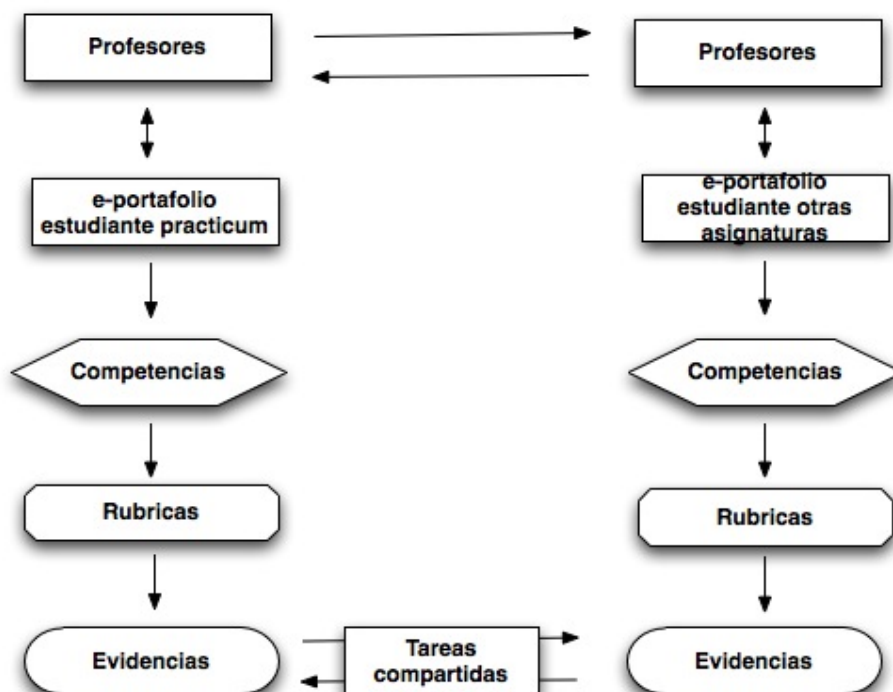 Profesores
Profesores
e-portafolio
estudiante practicum
e-portafolio
estudiante otras
asignaturas
Competencias
Competencias
Rubricas
Rubricas
Evidencias
Tareas
compartidas
Evidencias